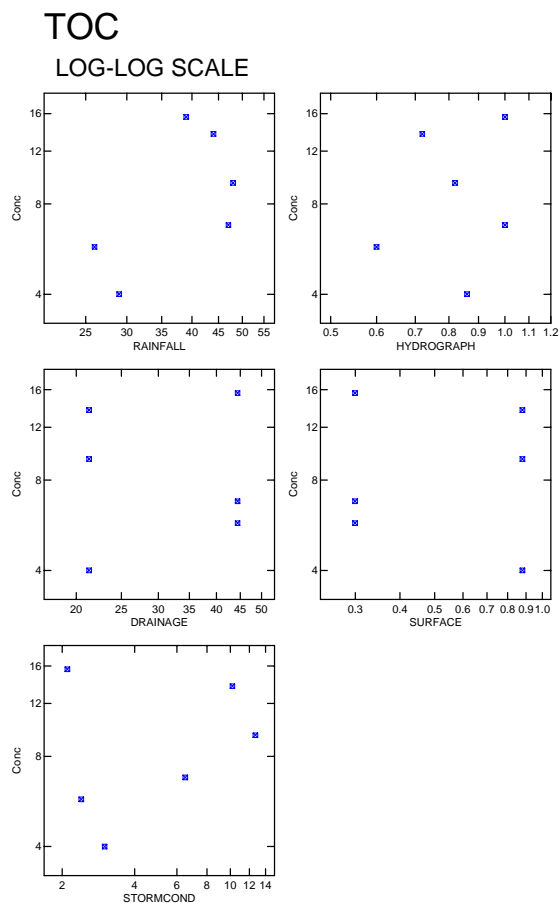 TOC
LOG-LOG SCALE
16
12
8
4
Conc
25 30 35 40 45 50 55
RAINFALL
16
12
8
4
Conc
0.5 0.6 0.7 0.8 0.9 1.0 1.1 1.2
HYDROGRAPH
16
12
8
4
Conc
20 25 30 35 40 45 50
DRAINAGE
16
12
8
4
Conc
0.3 0.4 0.5 0.6 0.7 0.8 0.9 1.0
SURFACE
16
12
8
4
Conc
2 4 6 8 10 12 14
STORMCOND